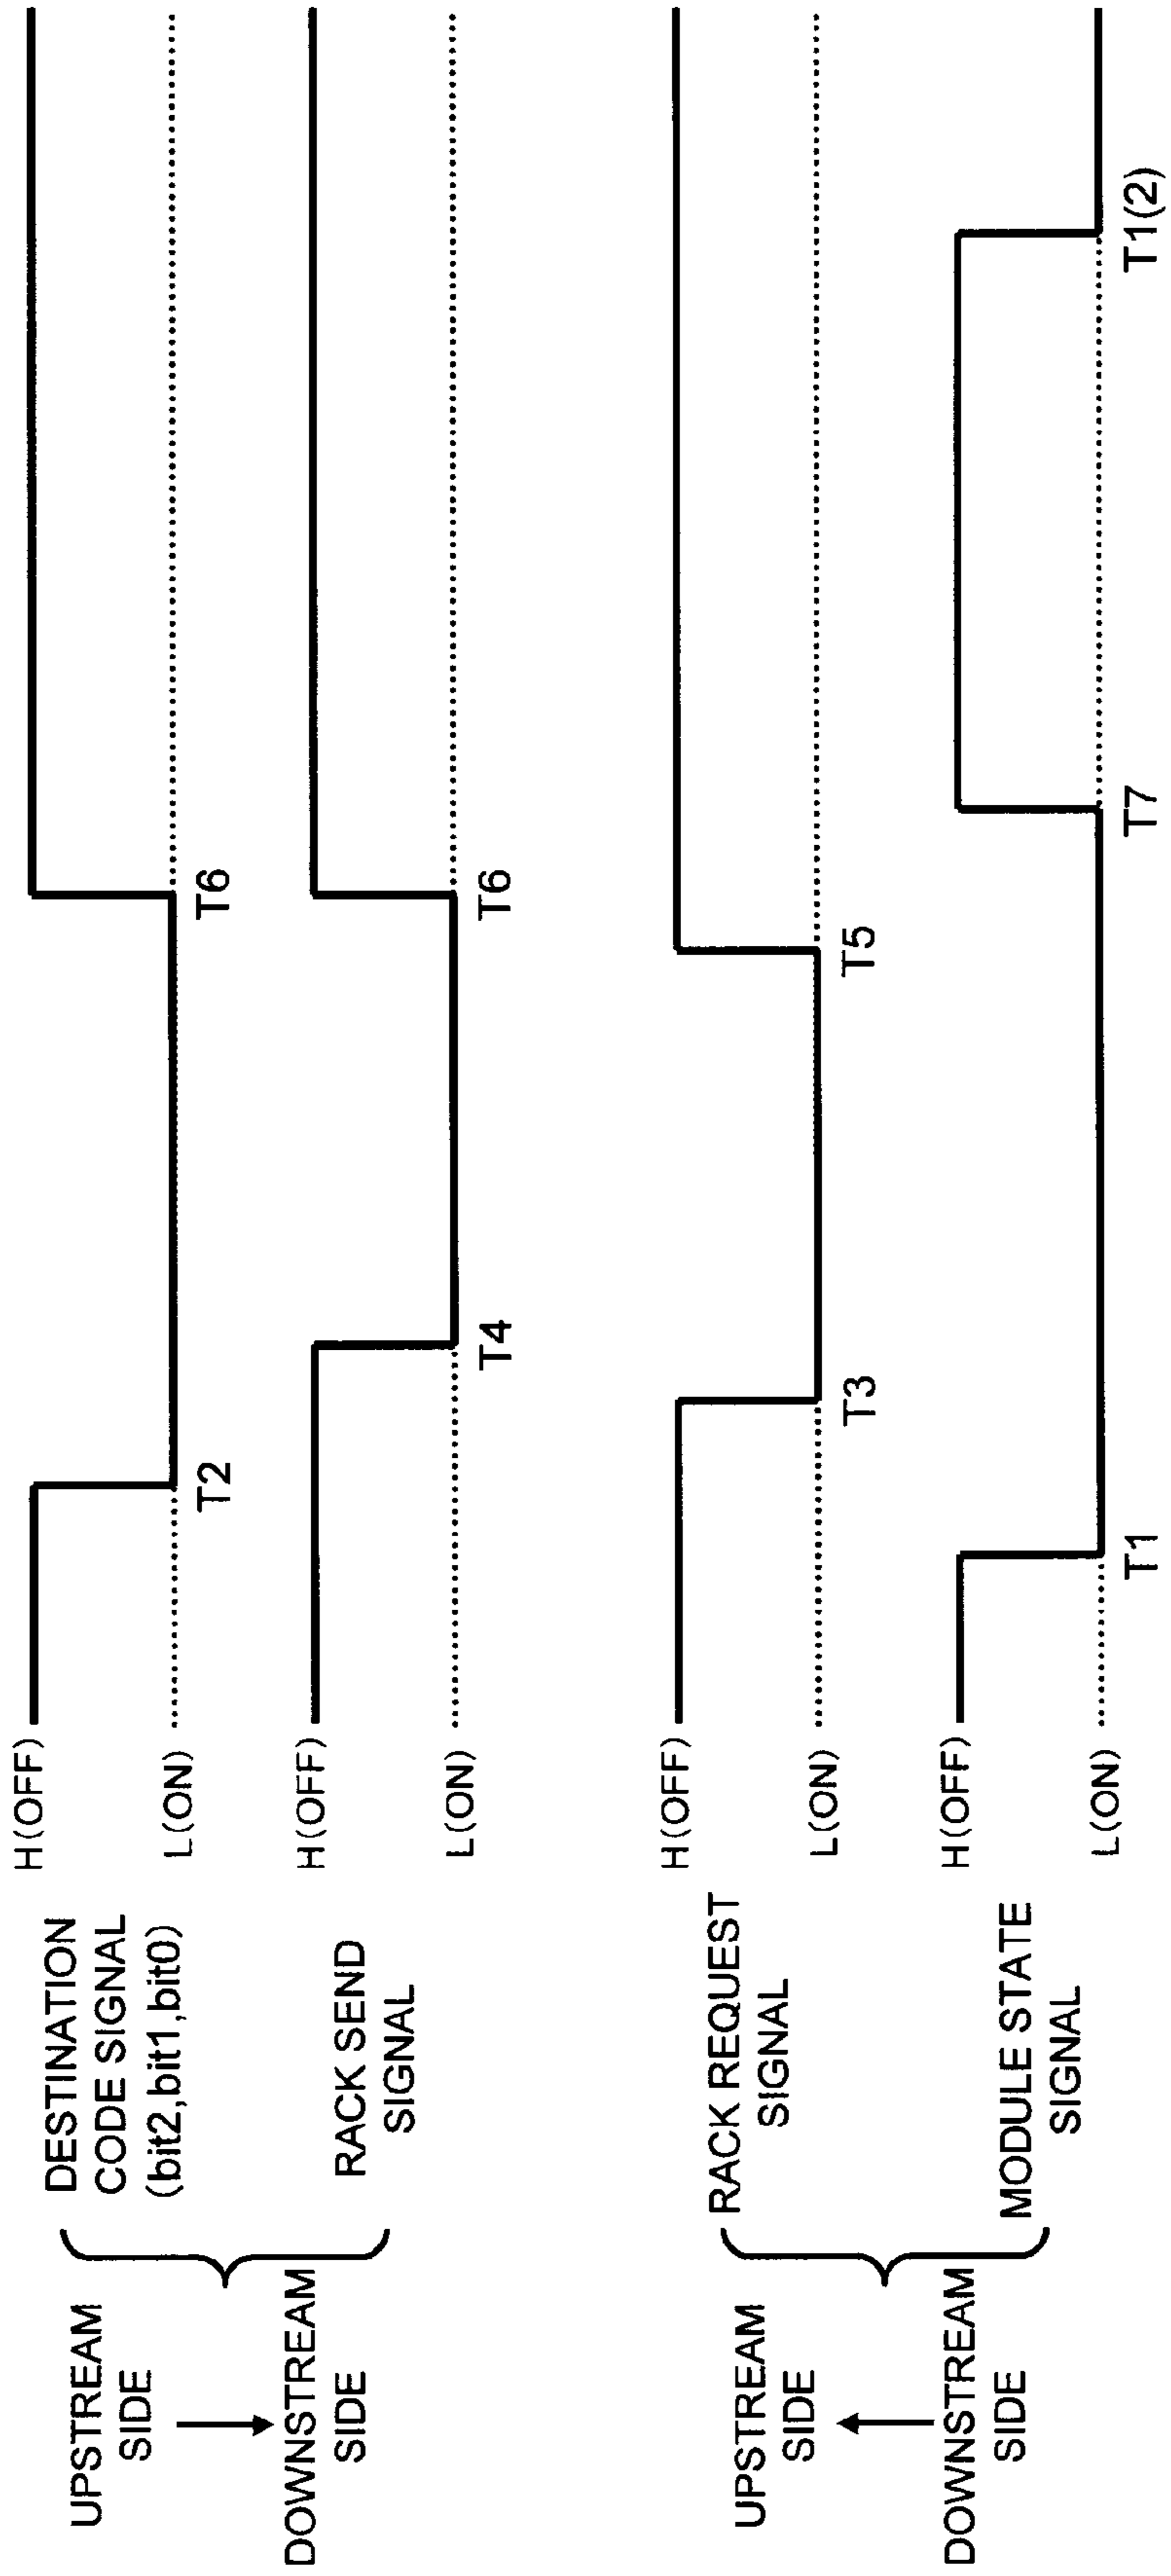 UPSTREAM
SIDE
DOWNSTREAM
SIDE
DESTINATION
CODE SIGNAL
(bit2,bit1,bit0)
H(OFF)
L(ON)
T2
T6
RACK SEND
SIGNAL
H(OFF)
L(ON)
T4
T6
UPSTREAM
SIDE
DOWNSTREAM
SIDE
RACK REQUEST
SIGNAL
H(OFF)
L(ON)
T3
T5
MODULE STATE
SIGNAL
H(OFF)
L(ON)
T1
T7
T1(2)